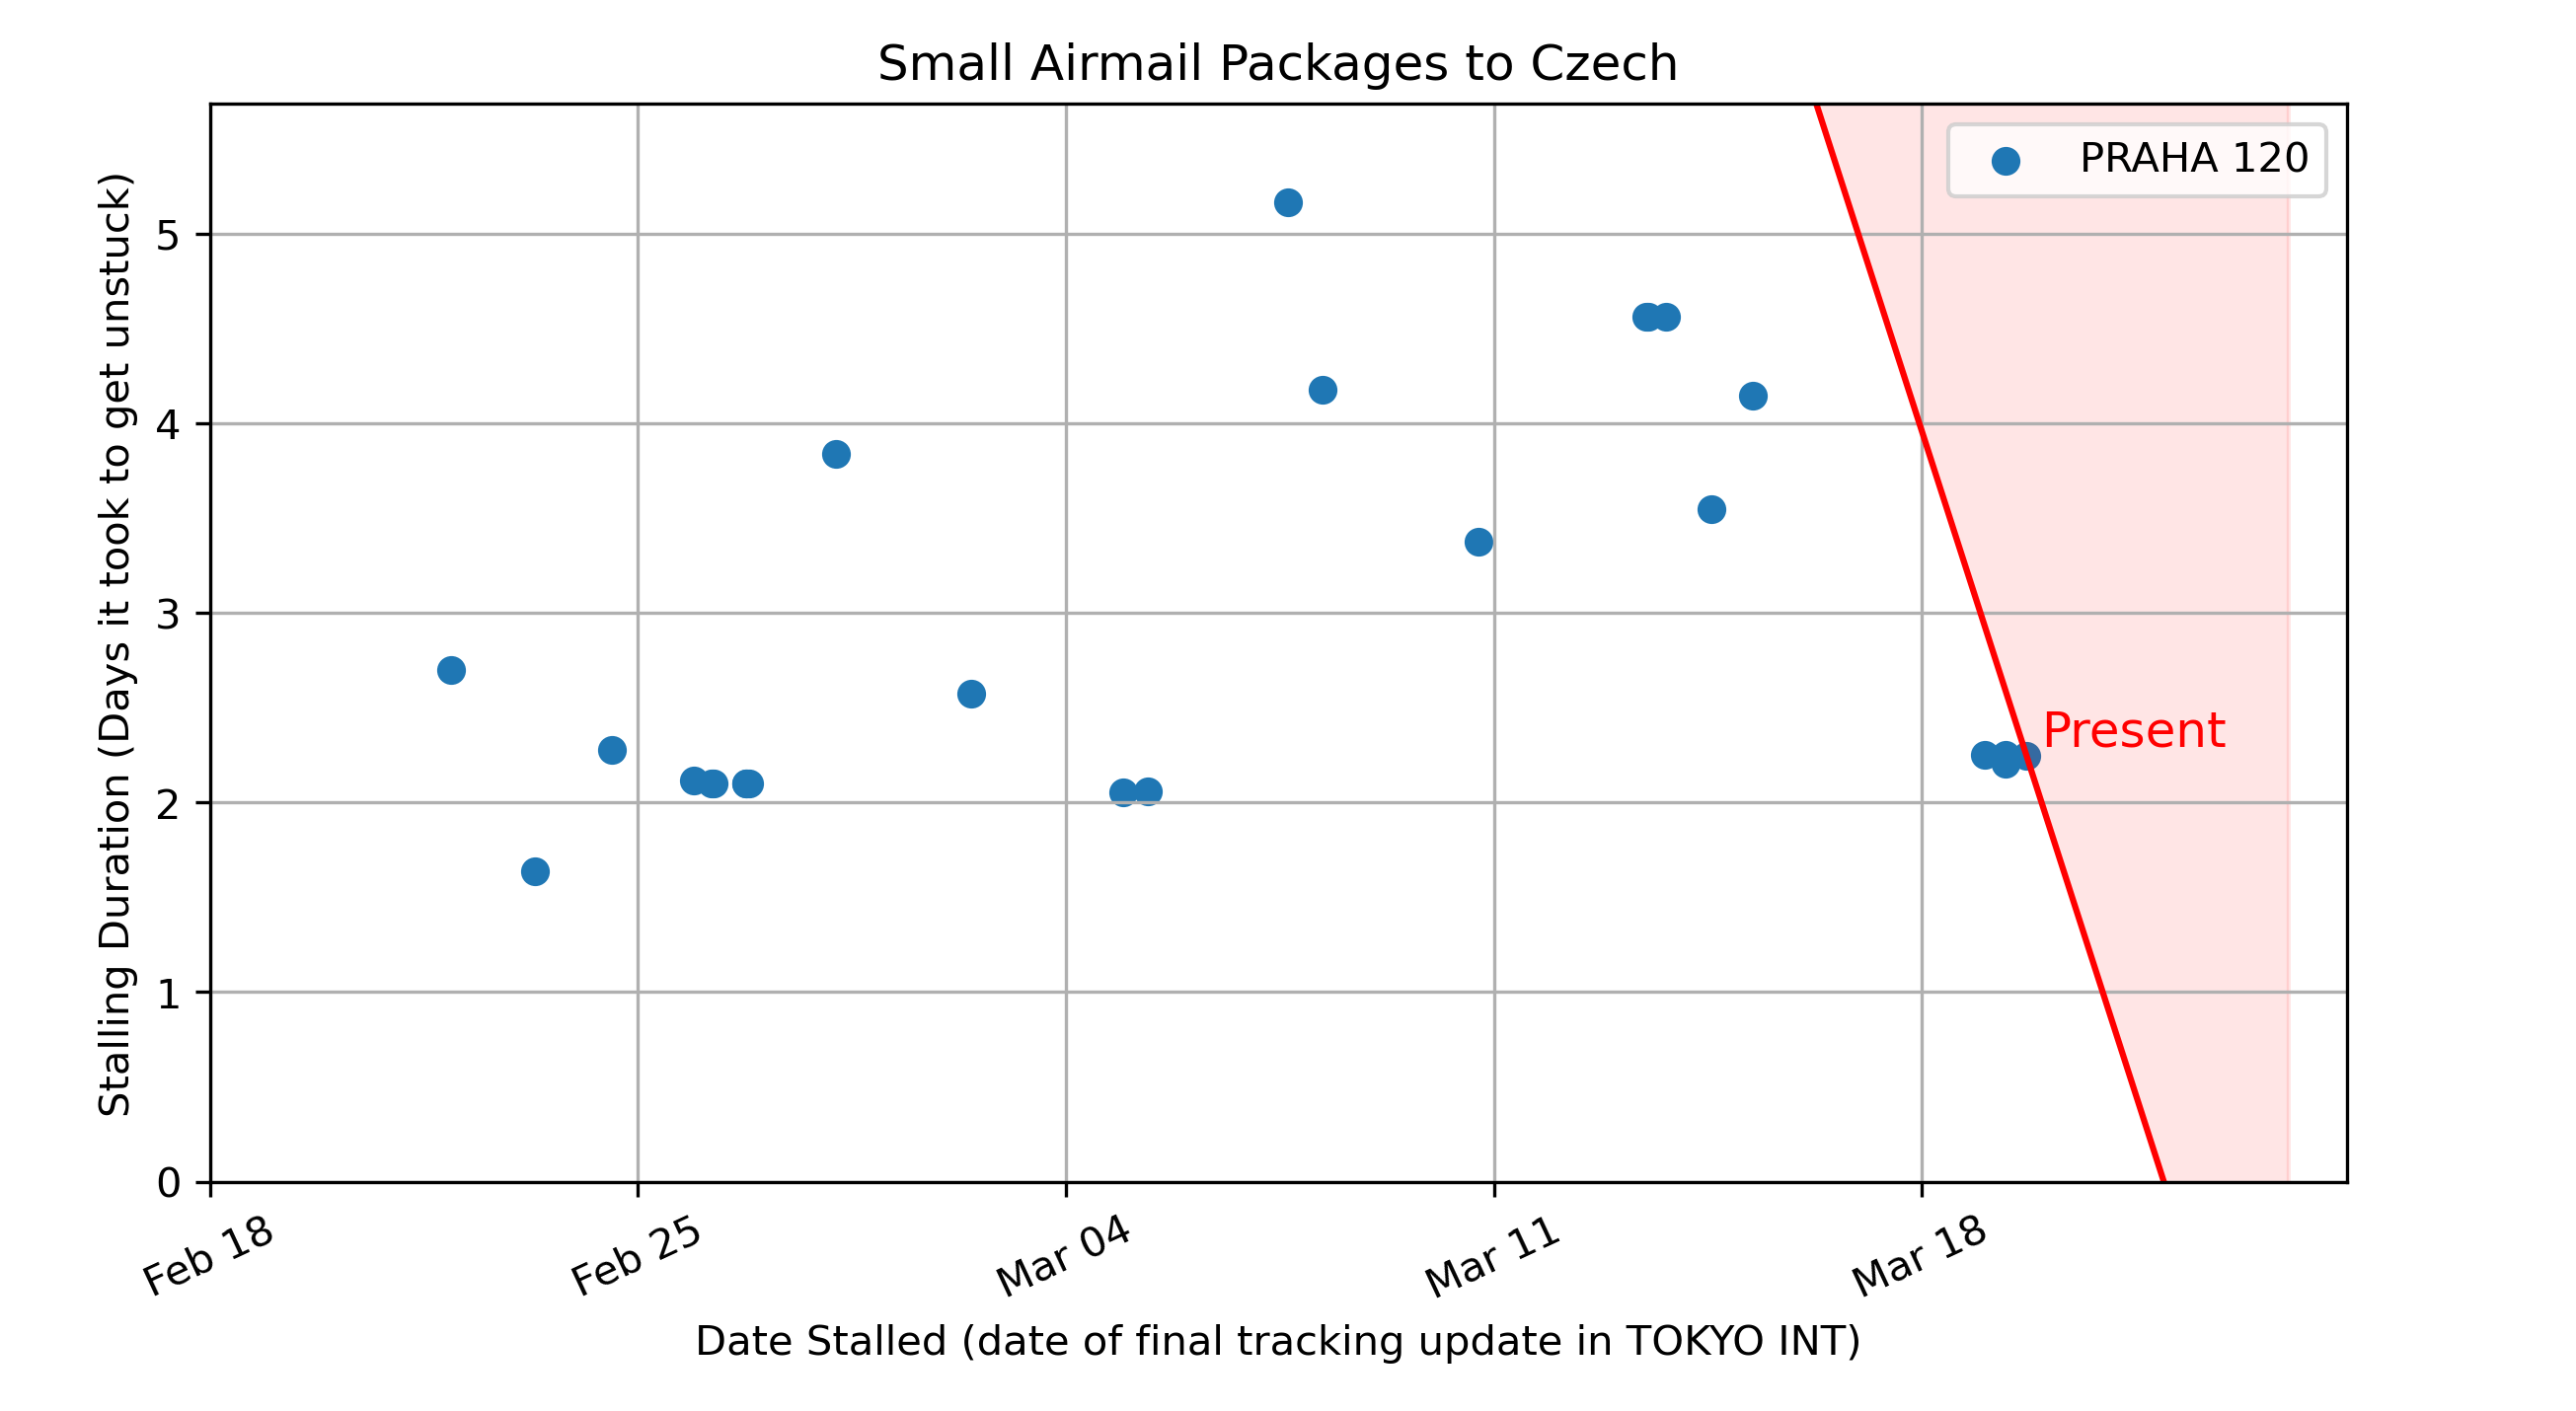 Small Airmail Packages to Czech
PRAHA 120
Present
Stalling Duration (Days it took to get unstuck)
5
4
3
2
1
0
Feb 18
Feb 25
Mar 04
Mar 11
Mar 18
Date Stalled (date of final tracking update in TOKYO INT)